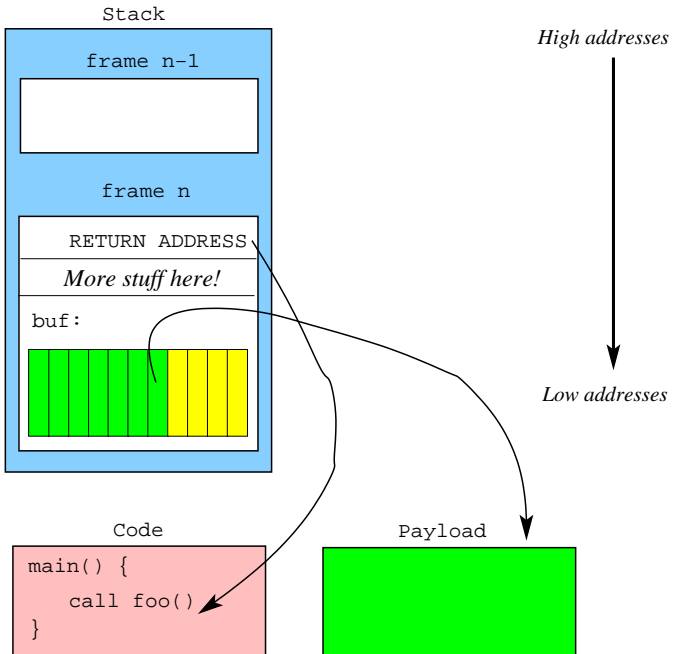 Stack
High addresses
frame n-1
frame n
RETURN ADDRESS
More stuff here!
buf:
Low addresses
Code
main() {
call foo()
}
Payload